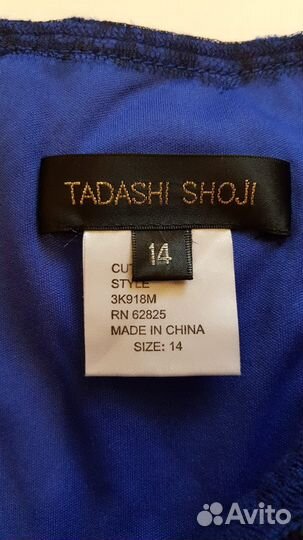 TADASHI SHOJI
14
CUT
STYLE
3K918M
RN 62825
MADE IN CHINA
SIZE: 14
Avito